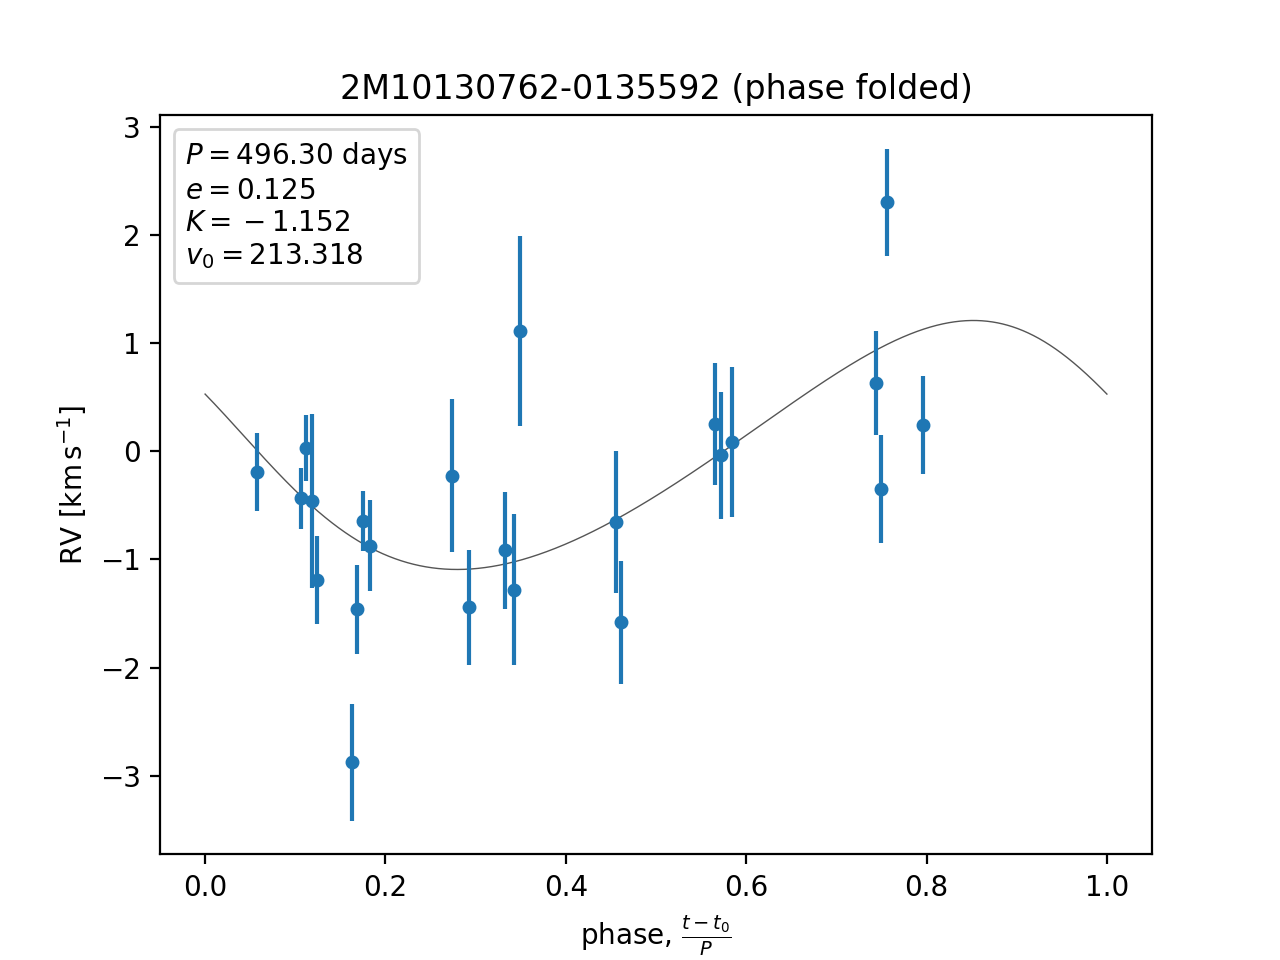 2M10130762-0135592 (phase folded)
P = 496.30 days
e = 0.125
K = −1.152
v₀ = 213.318
3
2
1
0
−1
−2
−3
RV [km s⁻¹]
0.0 0.2 0.4 0.6 0.8 1.0
phase, (t − t₀)/P